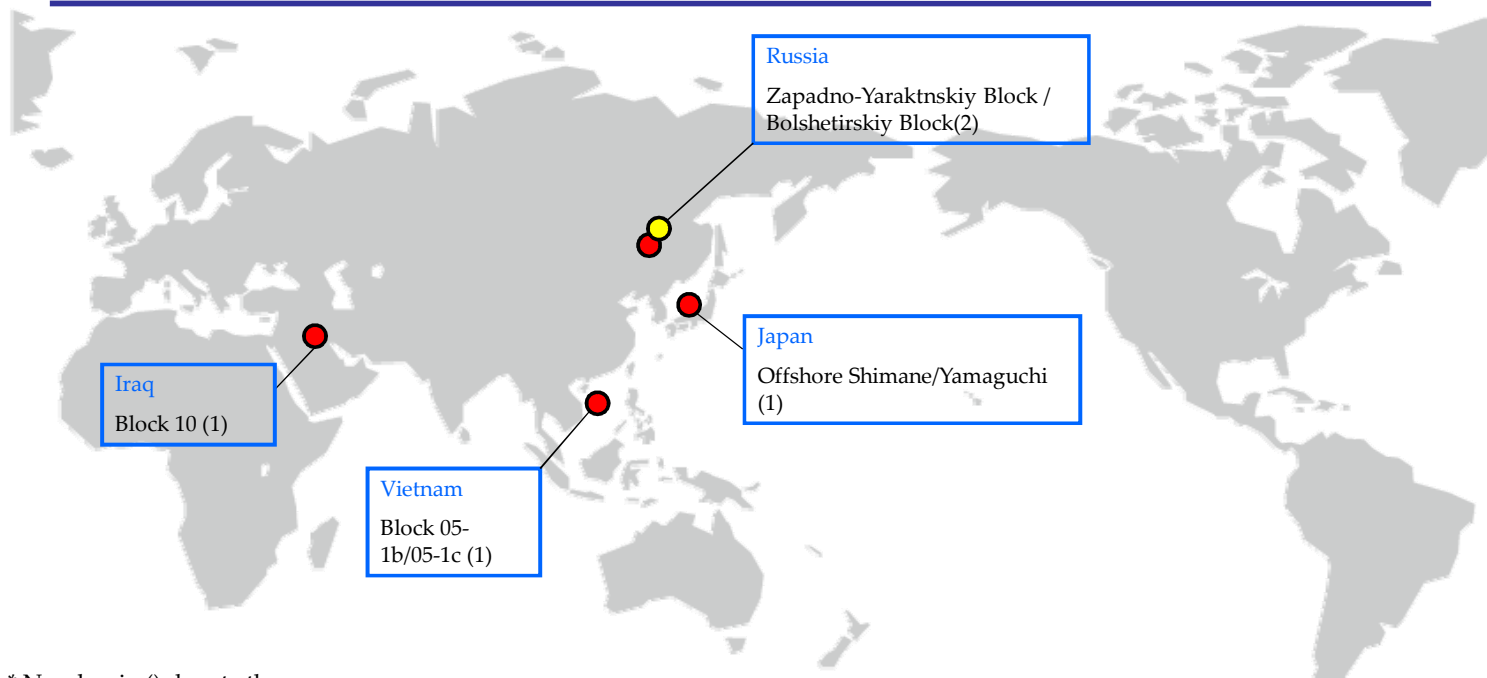 Russia
Zapadno-Yaraktnskiy Block /
Bolshetirskiy Block(2)
Japan
Offshore Shimane/Yamaguchi
(1)
Iraq
Block 10 (1)
Vietnam
Block 05-
1b/05-1c (1)